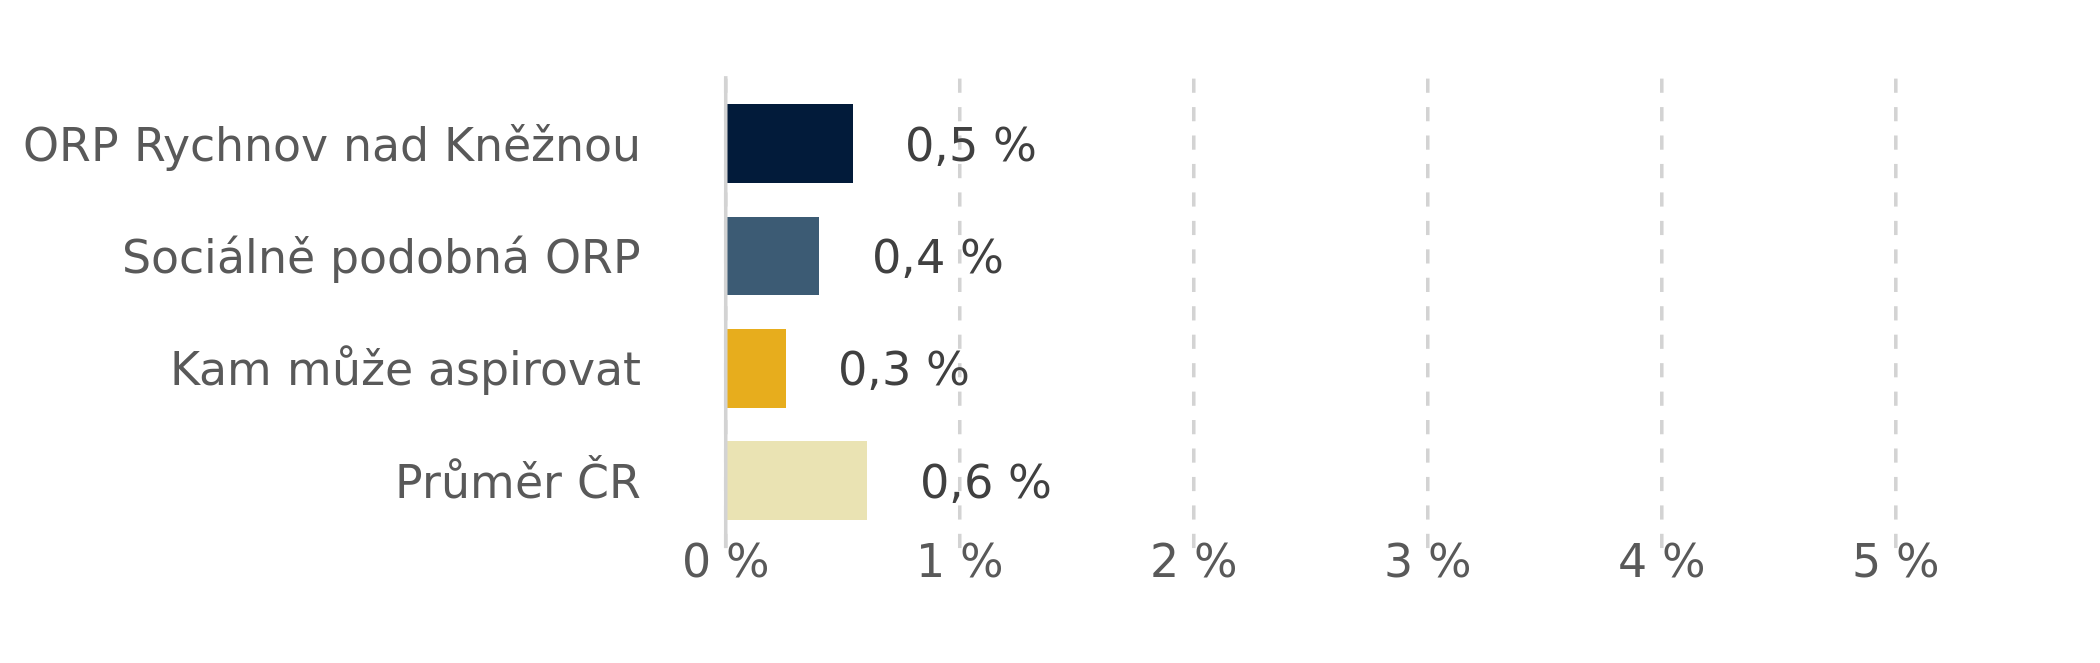 ORP Rychnov nad Kněžnou 0,5 %
Sociálně podobná ORP 0,4 %
Kam může aspirovat 0,3 %
Průměr ČR 0,6 %
0 % 1 % 2 % 3 % 4 % 5 %